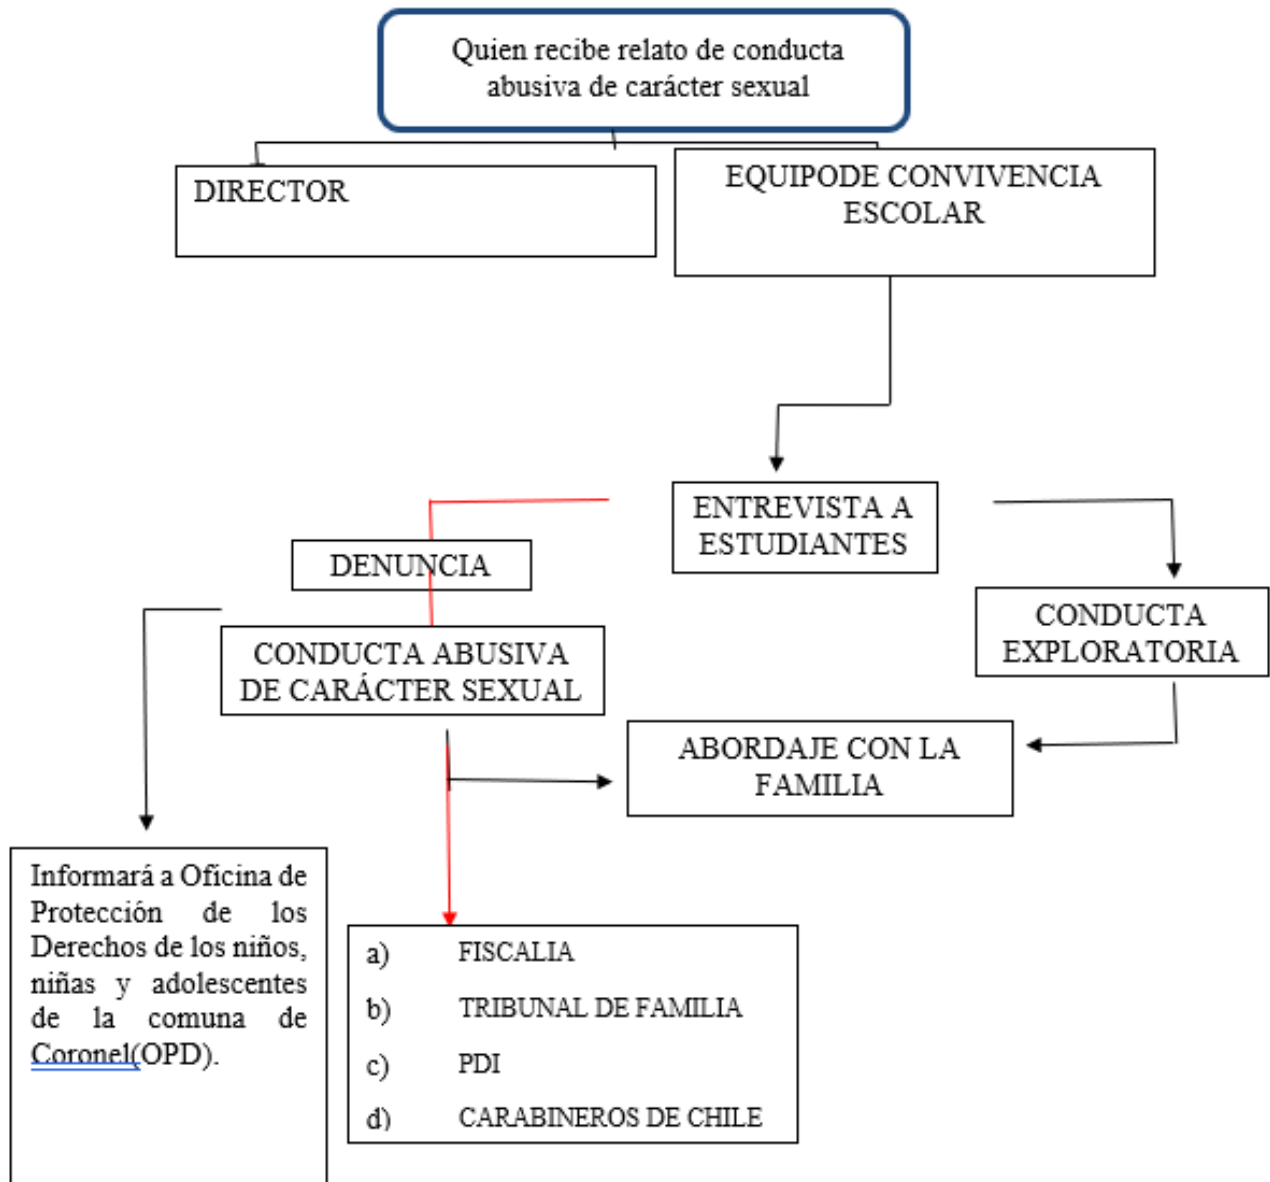 Quien recibe relato de conducta
abusiva de carácter sexual
DIRECTOR
EQUIPODE CONVIVENCIA
ESCOLAR
ENTREVISTA A
ESTUDIANTES
DENUNCIA
CONDUCTA
EXPLORATORIA
CONDUCTA ABUSIVA
DE CARÁCTER SEXUAL
ABORDAJE CON LA
FAMILIA
Informará a Oficina de
Protección de los
Derechos de los niños,
niñas y adolescentes
de la comuna de
Coronel(OPD).
a) FISCALIA
b) TRIBUNAL DE FAMILIA
c) PDI
d) CARABINEROS DE CHILE